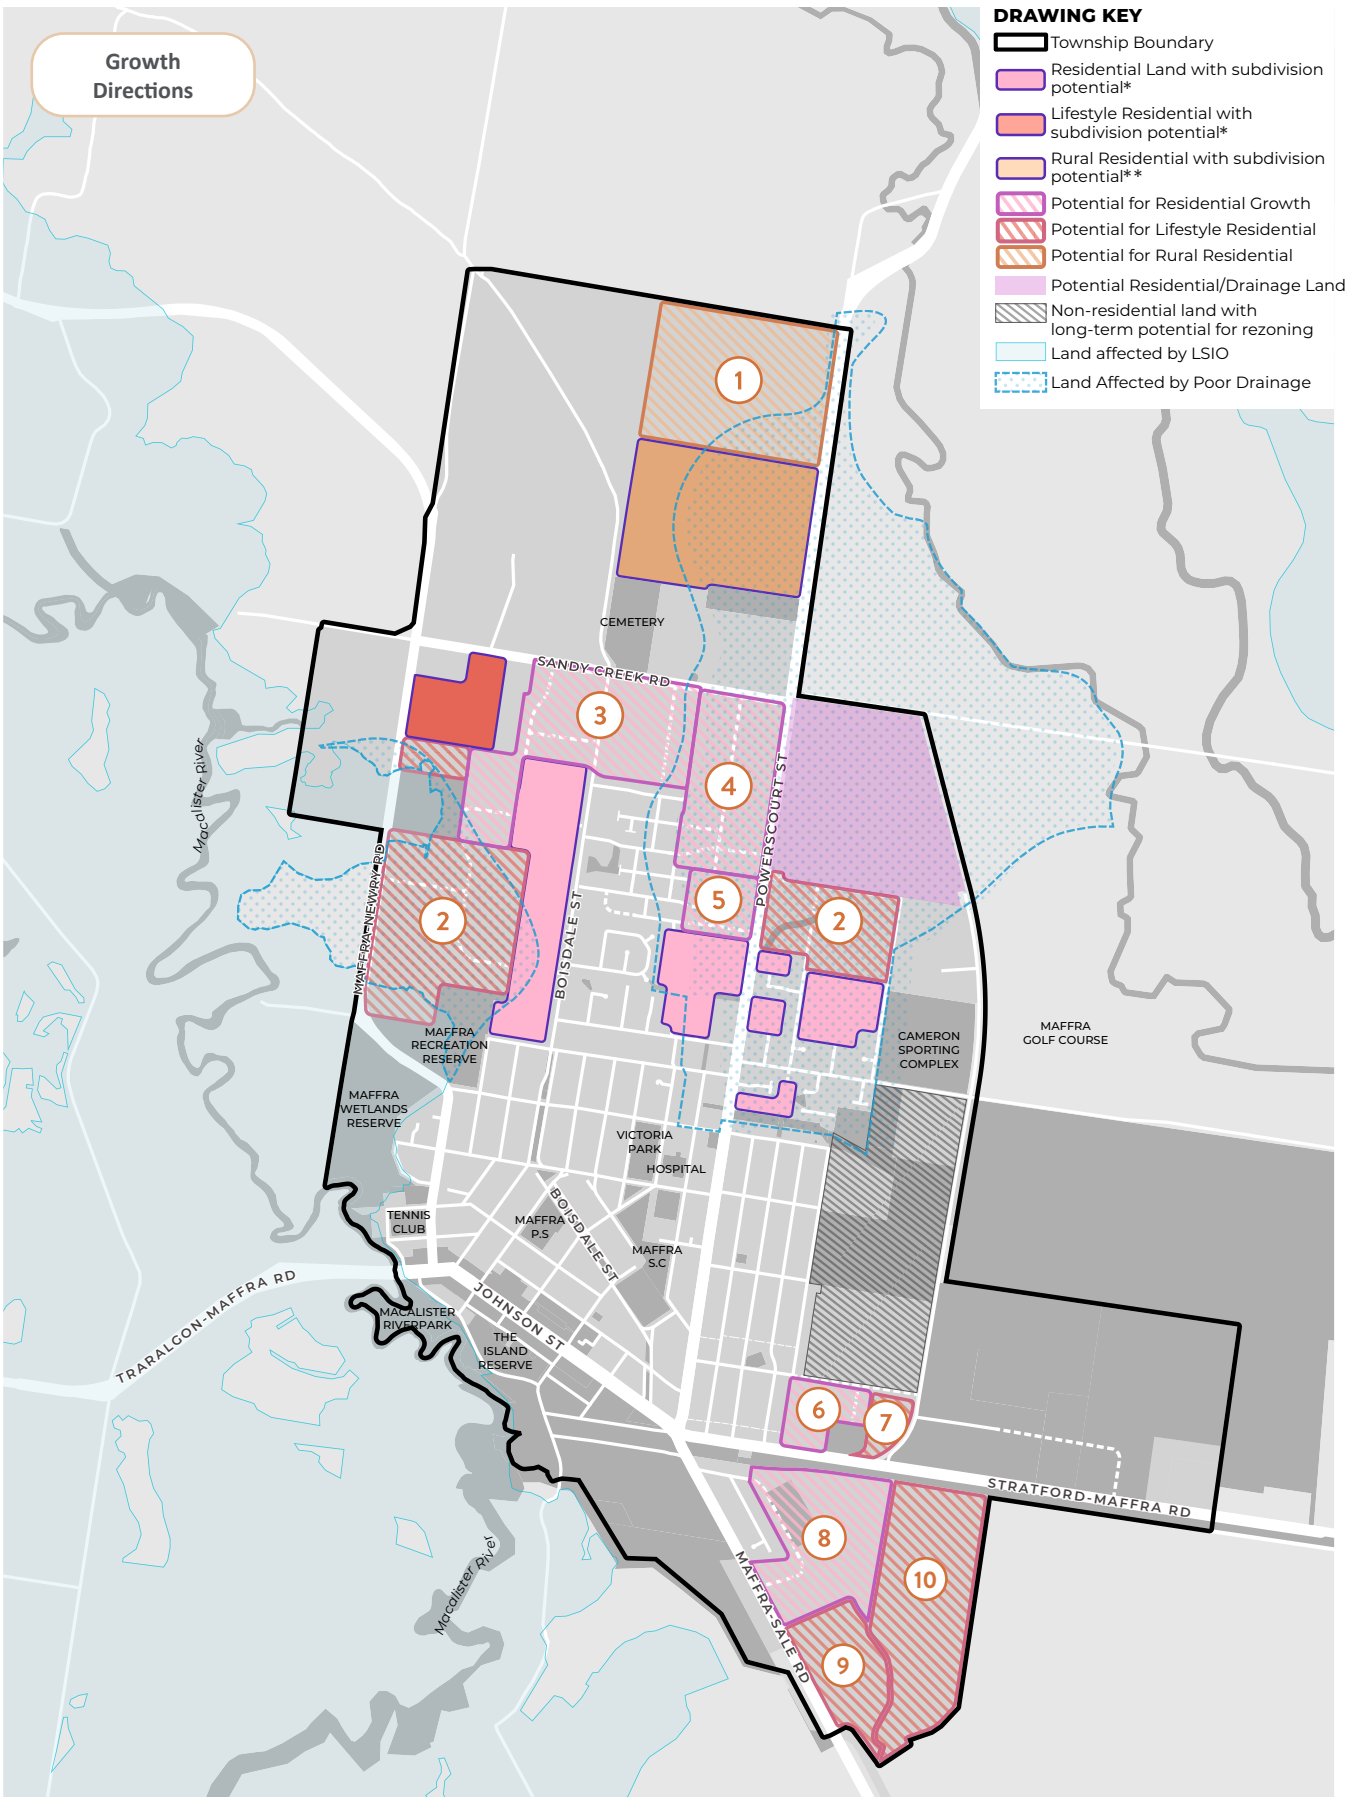 Growth
Directions
DRAWING KEY
Township Boundary
Residential Land with subdivision
potential*
Lifestyle Residential with
subdivision potential*
Rural Residential with subdivision
potential**
Potential for Residential Growth
Potential for Lifestyle Residential
Potential for Rural Residential
Potential Residential/Drainage Land
Non-residential land with
long-term potential for rezoning
Land affected by LSIO
Land Affected by Poor Drainage
1
CEMETERY
SANDY CREEK RD
3
4
Macalister River
POWERSCOURT ST
MAFFRA-NEWRY RD
5
2
2
BOISDALE ST
MAFFRA
RECREATION
RESERVE
CAMERON
SPORTING
COMPLEX
MAFFRA
GOLF COURSE
MAFFRA
WETLANDS
RESERVE
VICTORIA
PARK
HOSPITAL
TENNIS
CLUB
MAFFRA
P.S
BOISDALE ST
MAFFRA
S.C
TRARALGON-MAFFRA RD
MACALISTER
RIVERPARK
JOHNSON ST
THE
ISLAND
RESERVE
6
7
STRATFORD-MAFFRA RD
8
10
Macalister River
MAFFRA-SALE RD
9